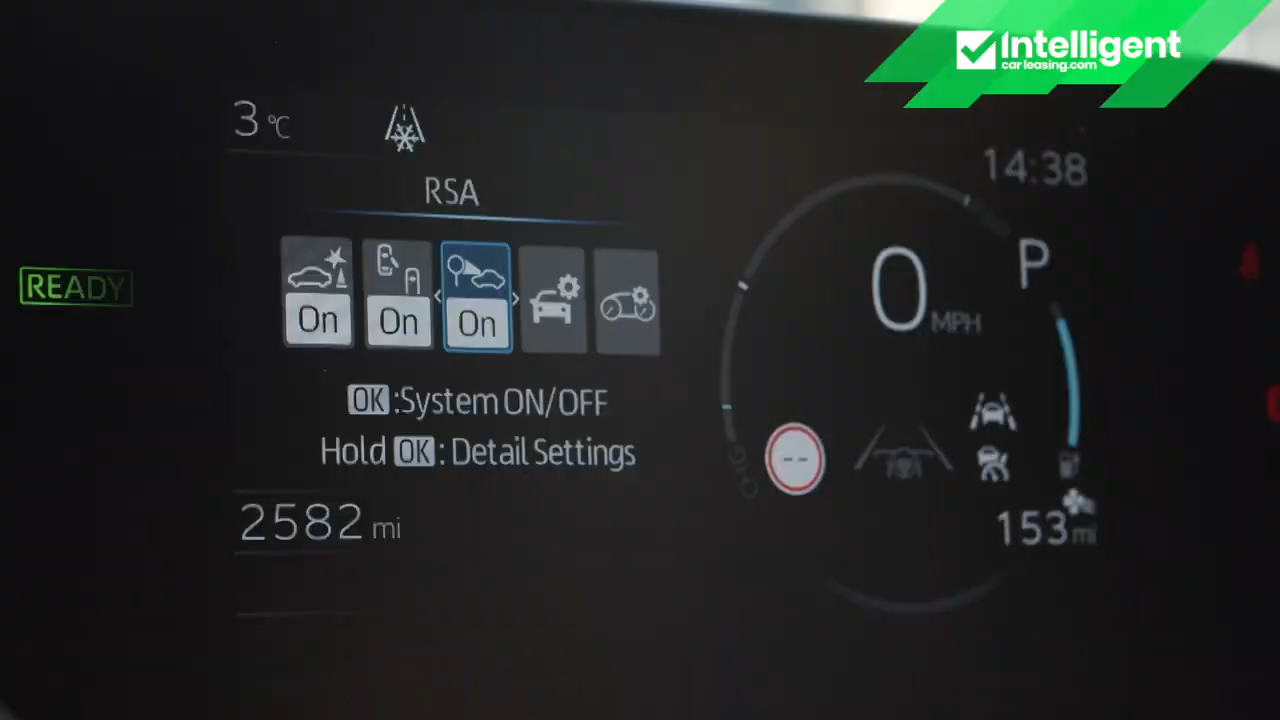 Intelligent
carleasing.com
3 °C
14:38
RSA
P
READY
On
On
On
0 MPH
OK :System ON/OFF
Hold OK : Detail Settings
--
2582 mi
153 mi